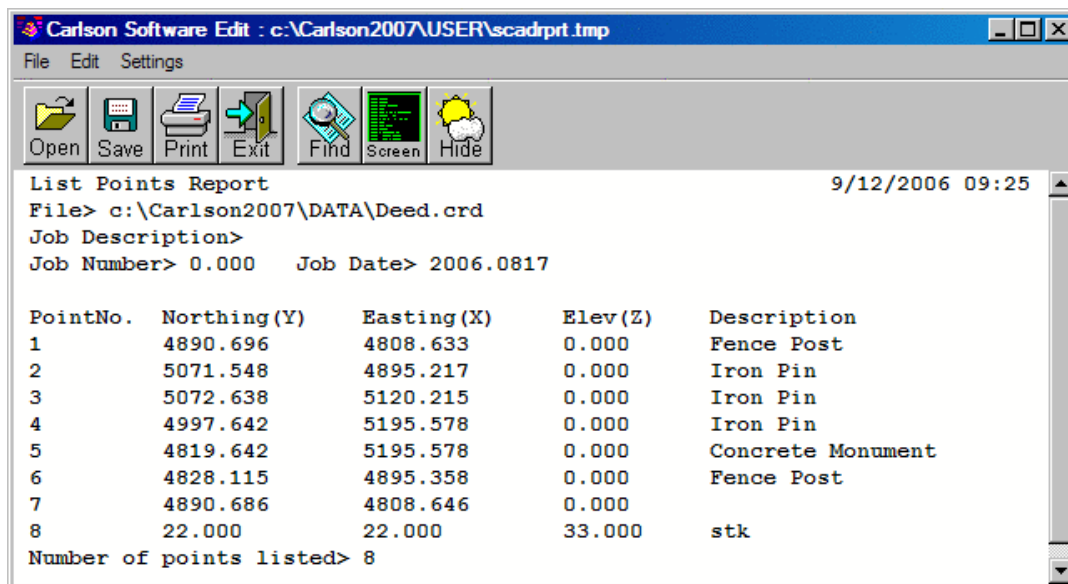 Carlson Software Edit : c:\Carlson2007\USER\scadrprt.tmp
File Edit Settings
Open Save Print Exit Find Screen Hide
List Points Report 9/12/2006 09:25
File> c:\Carlson2007\DATA\Deed.crd
Job Description>
Job Number> 0.000 Job Date> 2006.0817
PointNo. Northing(Y) Easting(X) Elev(Z) Description
1 4890.696 4808.633 0.000 Fence Post
2 5071.548 4895.217 0.000 Iron Pin
3 5072.638 5120.215 0.000 Iron Pin
4 4997.642 5195.578 0.000 Iron Pin
5 4819.642 5195.578 0.000 Concrete Monument
6 4828.115 4895.358 0.000 Fence Post
7 4890.686 4808.646 0.000
8 22.000 22.000 33.000 stk
Number of points listed> 8